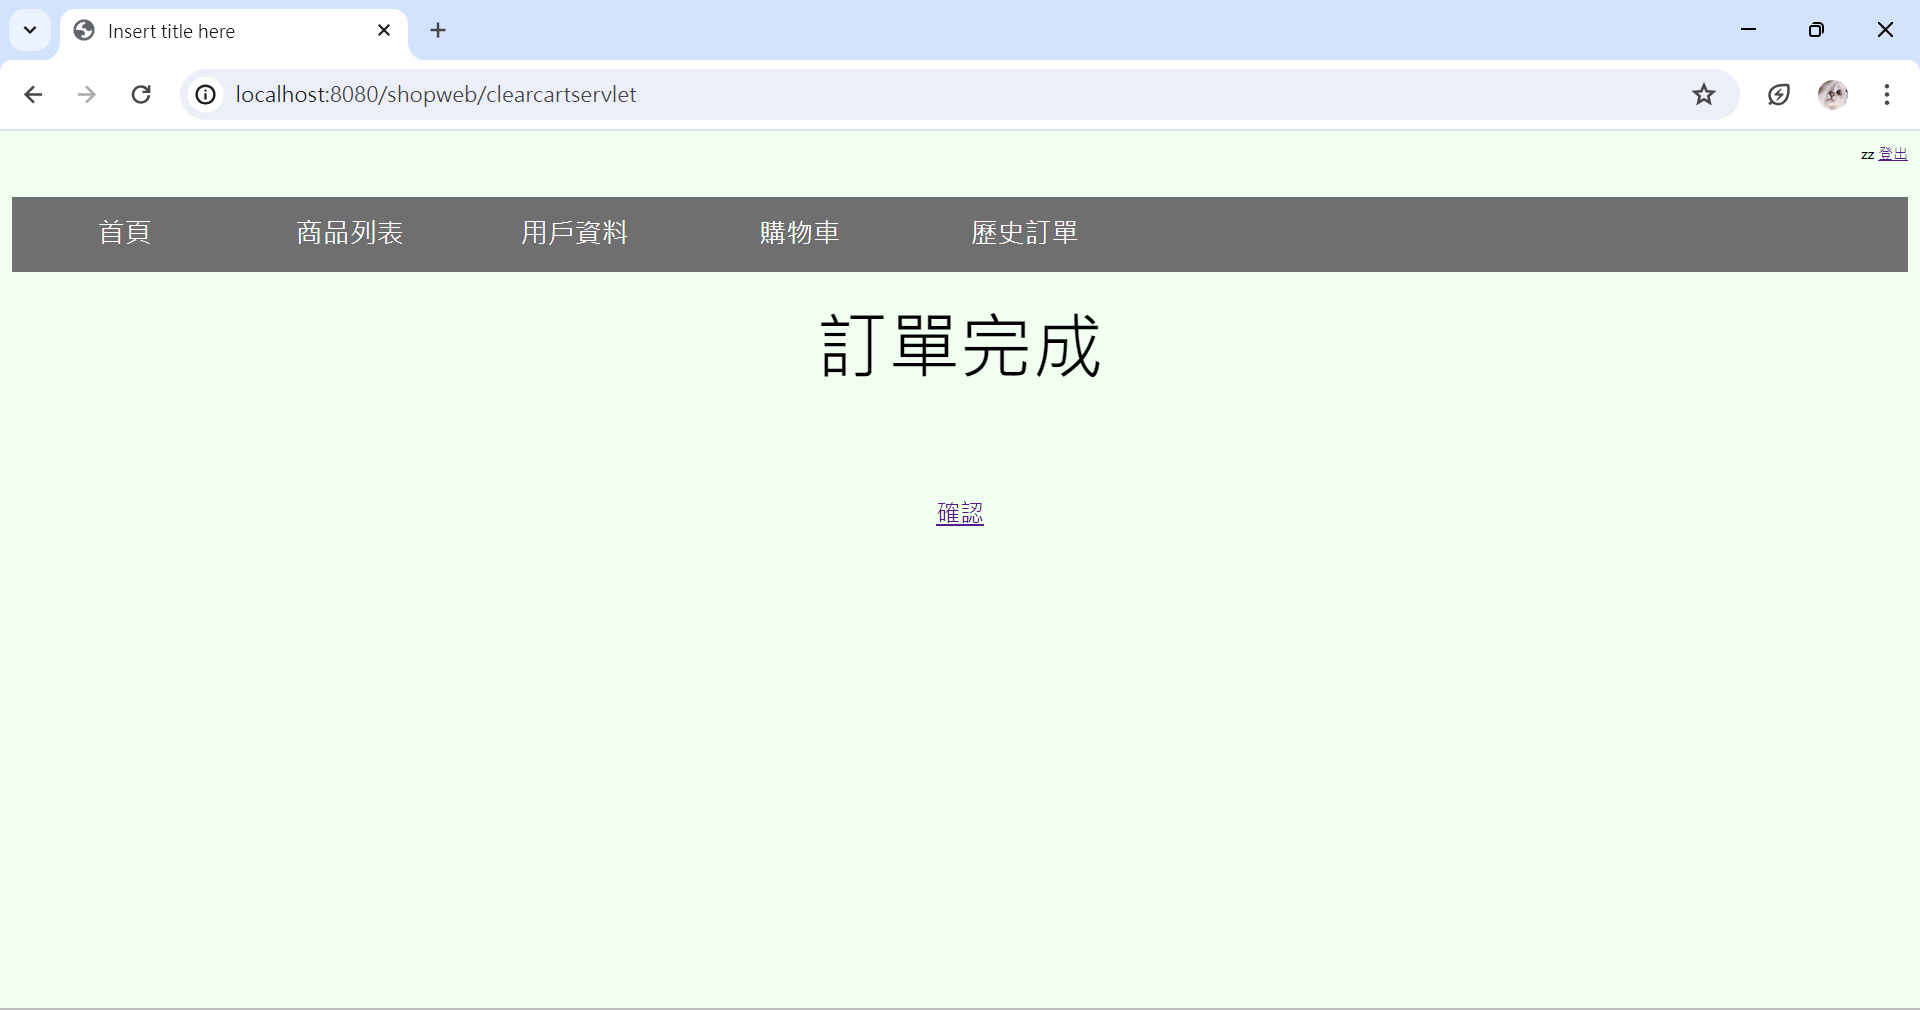 Insert title here
localhost:8080/shopweb/clearcartservlet
zz 登出
首頁 商品列表 用戶資料 購物車 歷史訂單
訂單完成
確認